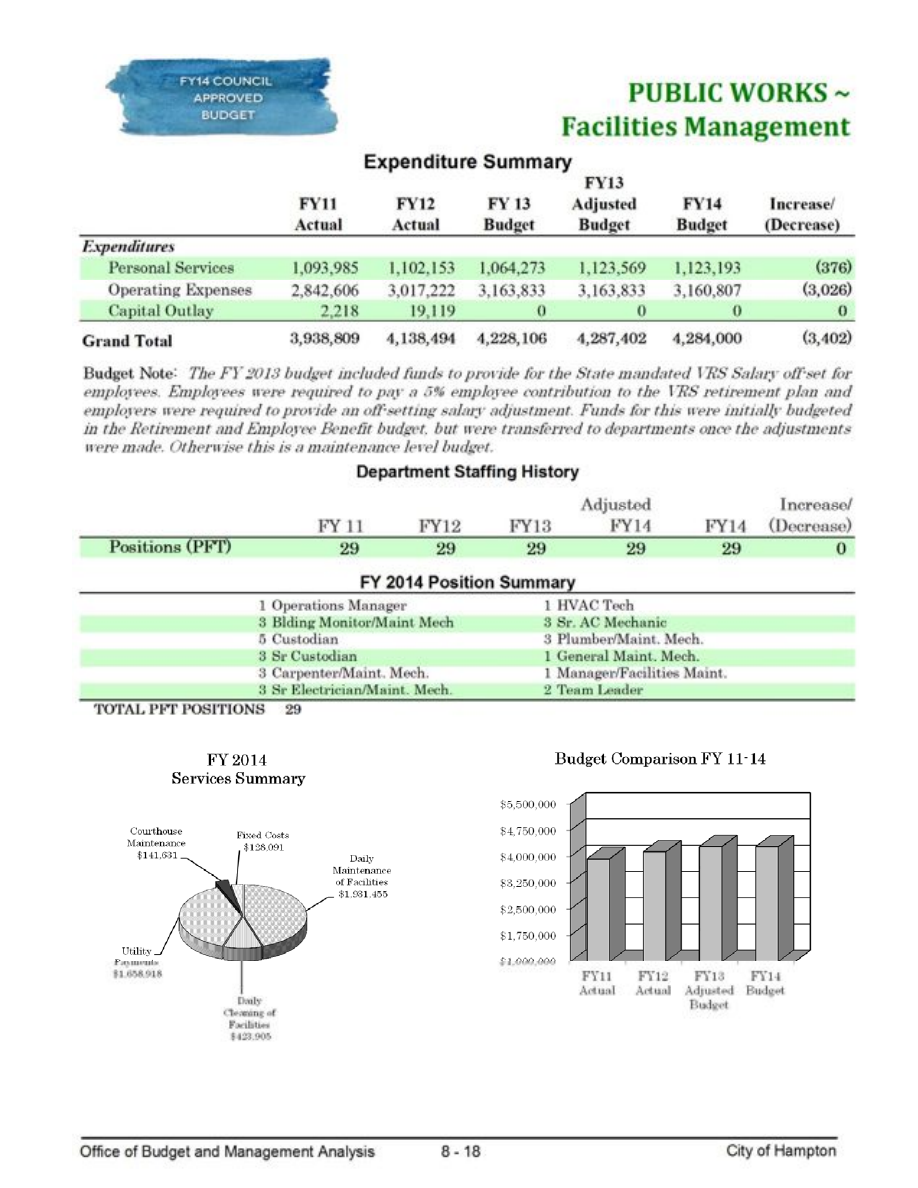 FY14 COUNCIL
APPROVED
BUDGET
PUBLIC WORKS ~
Facilities Management
Expenditure Summary
FY13
FY11 FY12 FY 13 Adjusted FY14 Increase/
Actual Actual Budget Budget Budget (Decrease)
Expenditures
Personal Services 1,093,985 1,102,153 1,064,273 1,123,569 1,123,193 (376)
Operating Expenses 2,842,606 3,017,222 3,163,833 3,163,833 3,160,807 (3,026)
Capital Outlay 2,218 19,119 0 0 0 0
Grand Total 3,938,809 4,138,494 4,228,106 4,287,402 4,284,000 (3,402)
Budget Note: The FY 2013 budget included funds to provide for the State mandated VRS Salary off-set for
employees. Employees were required to pay a 5% employee contribution to the VRS retirement plan and
employers were required to provide an off-setting salary adjustment. Funds for this were initially budgeted
in the Retirement and Employee Benefit budget, but were transferred to departments once the adjustments
were made. Otherwise this is a maintenance level budget.
Department Staffing History
Adjusted Increase/
FY 11 FY12 FY13 FY14 FY14 (Decrease)
Positions (PFT) 29 29 29 29 29 0
FY 2014 Position Summary
1 Operations Manager 1 HVAC Tech
3 Blding Monitor/Maint Mech 3 Sr. AC Mechanic
5 Custodian 3 Plumber/Maint. Mech.
3 Sr Custodian 1 General Maint. Mech.
3 Carpenter/Maint. Mech. 1 Manager/Facilities Maint.
3 Sr Electrician/Maint. Mech. 2 Team Leader
TOTAL PFT POSITIONS 29
FY 2014
Services Summary
Courthouse
Maintenance
$141,631
Fixed Costs
$128,091
Daily
Maintenance
of Facilities
$1,931,455
Utility
Payments
$1,658,918
Daily
Cleaning of
Facilities
$423,905
Budget Comparison FY 11-14
$5,500,000
$4,750,000
$4,000,000
$3,250,000
$2,500,000
$1,750,000
$1,000,000
FY11 FY12 FY13 FY14
Actual Actual Adjusted Budget
Budget
Office of Budget and Management Analysis 8 - 18 City of Hampton